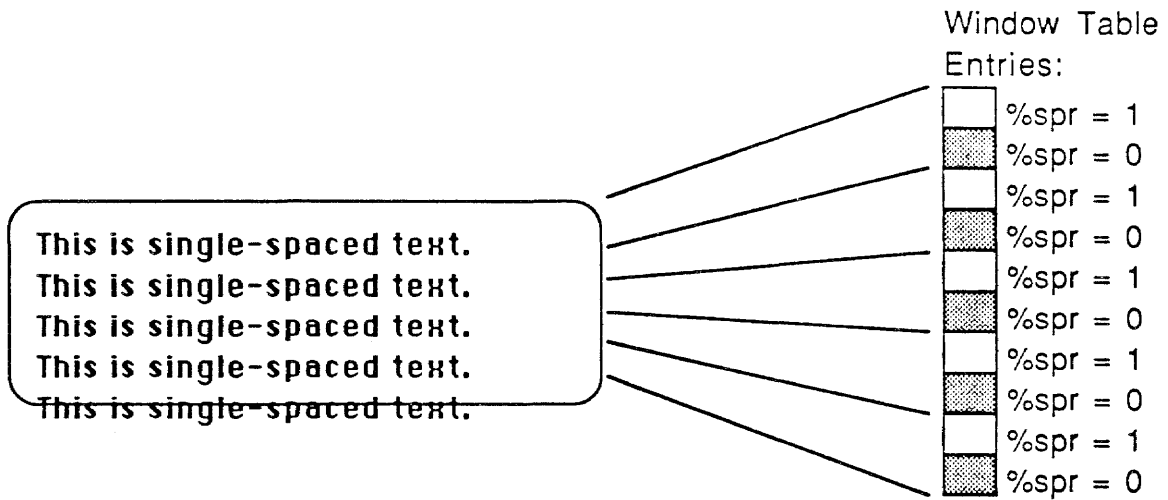 Window Table
Entries:
%spr = 1
%spr = 0
%spr = 1
%spr = 0
%spr = 1
%spr = 0
%spr = 1
%spr = 0
%spr = 1
%spr = 0
This is single-spaced text.
This is single-spaced text.
This is single-spaced text.
This is single-spaced text.
This is single-spaced text.